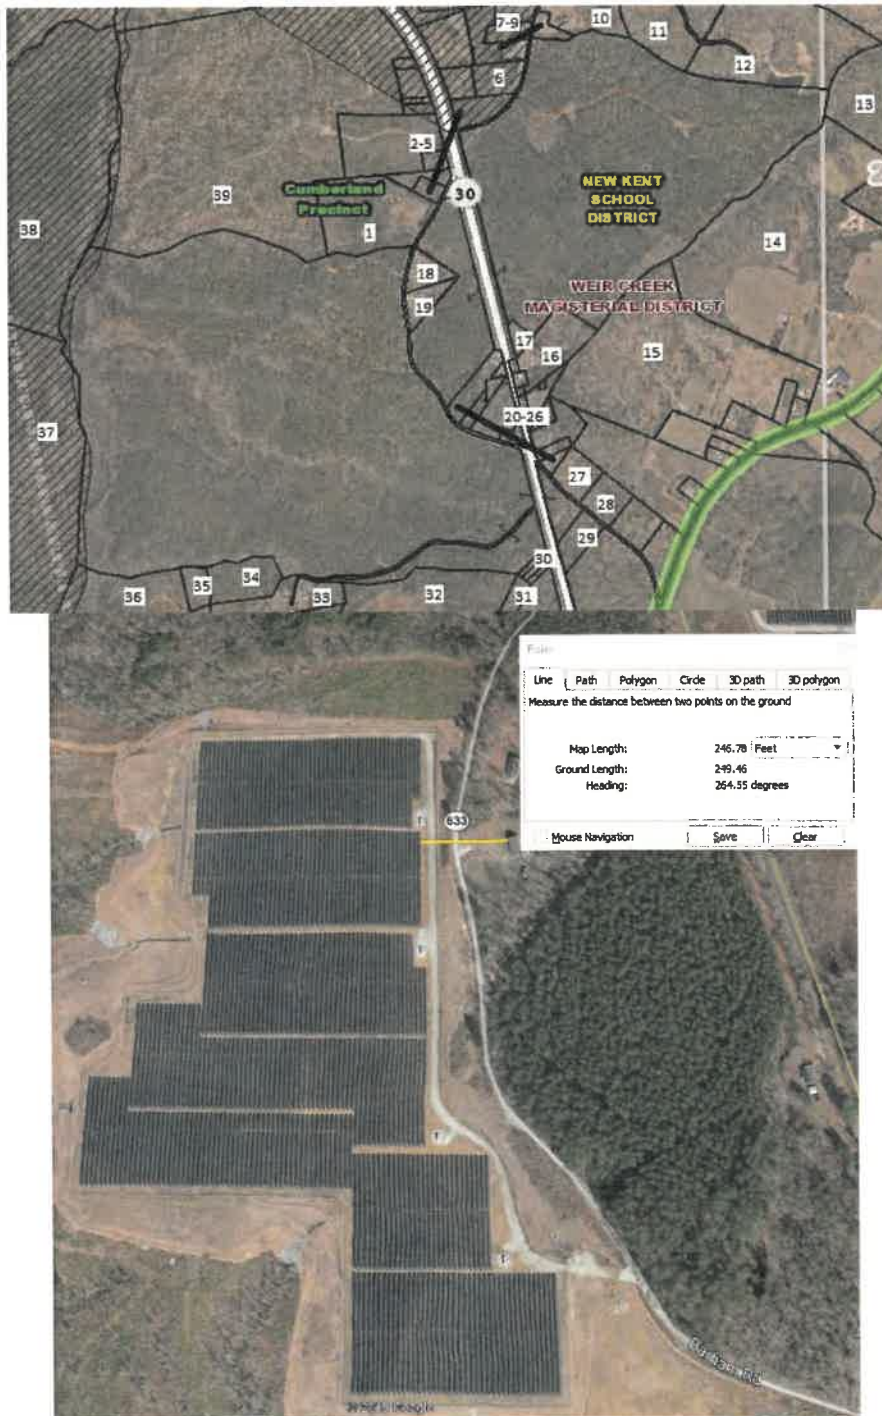 7-9
10
11
12
6
13
2-5
Cumberland
Precinct
39
30
NEW KENT
SCHOOL
DISTRICT
38
1
14
18
WEIR CREEK
MAGISTERIAL DISTRICT
19
17
16
15
20-26
37
27
28
29
30
36
35
34
33
32
31
Line
Path
Polygon
Circle
3D path
3D polygon
Measure the distance between two points on the ground
Map Length: 246.78 Feet
Ground Length: 249.46
Heading: 264.55 degrees
Mouse Navigation
Save
Clear
633